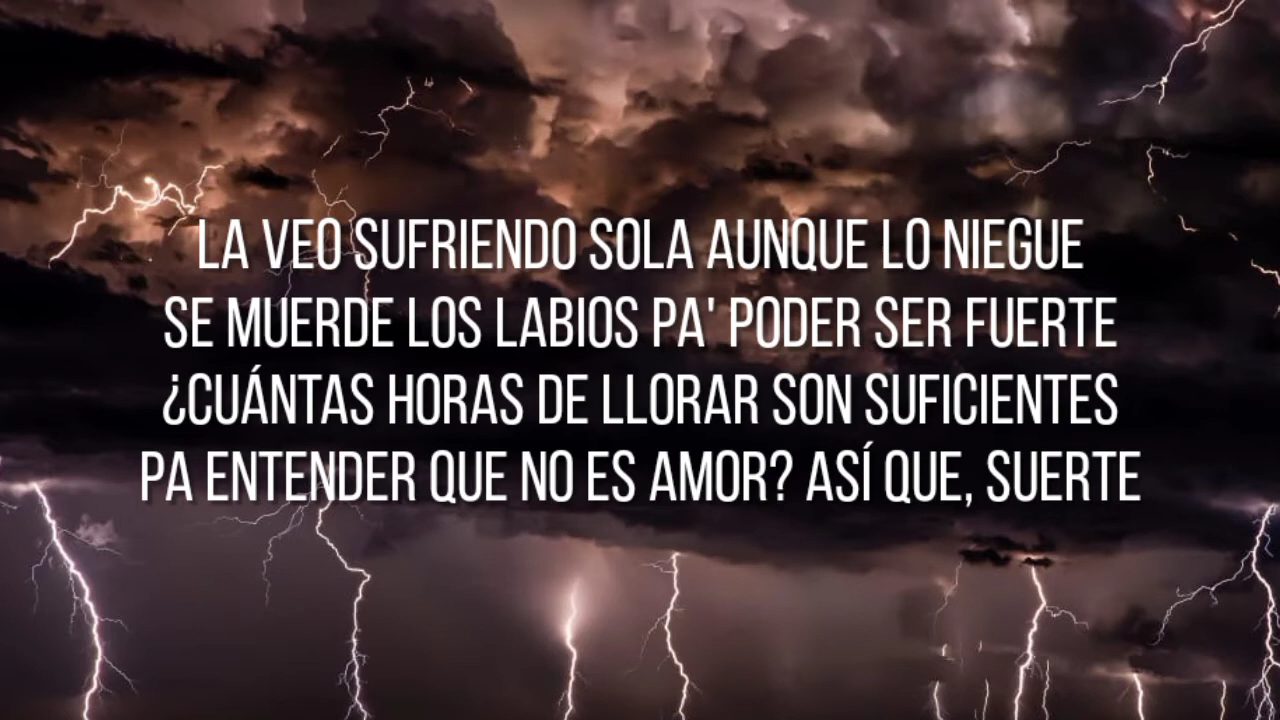 LA VEO SUFRIENDO SOLA AUNQUE LO NIEGUE
SE MUERDE LOS LABIOS PA' PODER SER FUERTE
¿CUÁNTAS HORAS DE LLORAR SON SUFICIENTES
PA ENTENDER QUE NO ES AMOR? ASÍ QUE, SUERTE